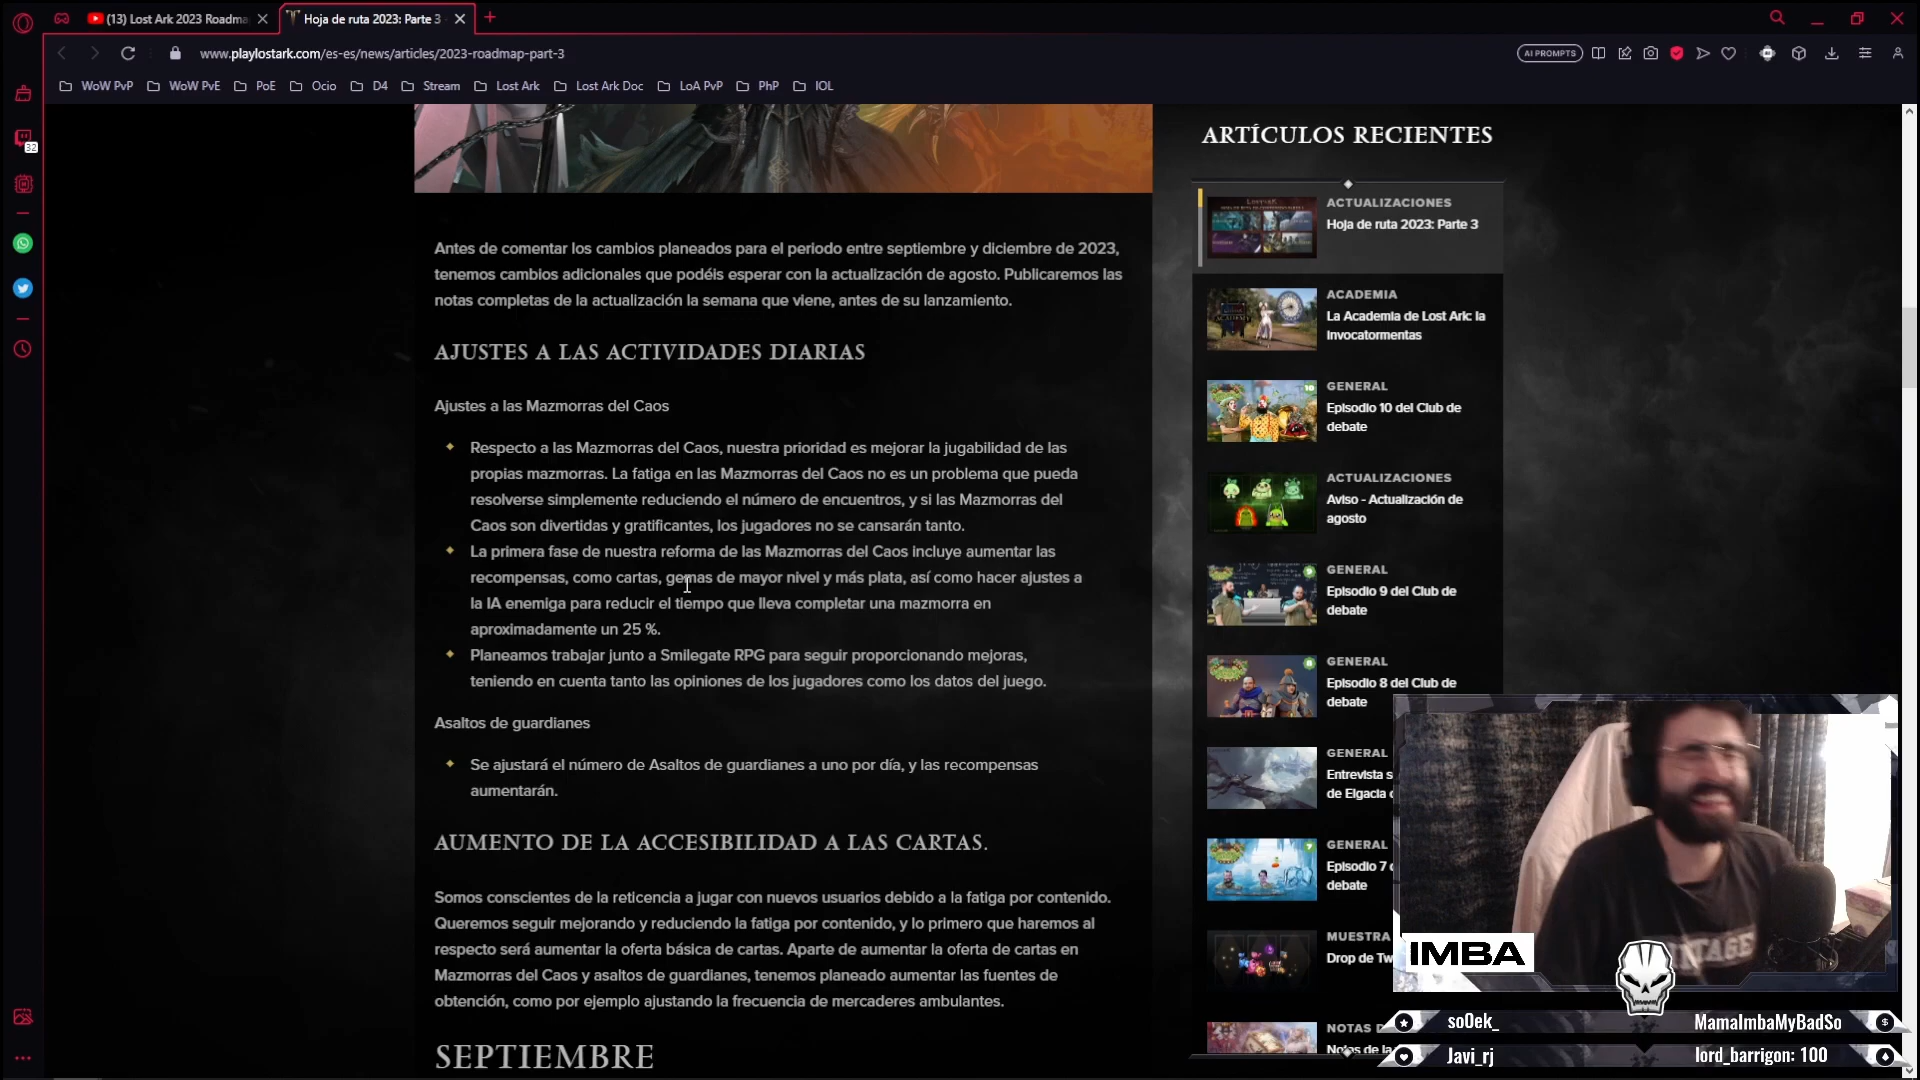 (13) Lost Ark 2023 Roadma
Hoja de ruta 2023: Parte 3
www.playlostark.com/es-es/news/articles/2023-roadmap-part-3
AI PROMPTS
WoW PvP
WoW PvE
PoE
Ocio
D4
Stream
Lost Ark
Lost Ark Doc
LoA PvP
PhP
IOL
32
Antes de comentar los cambios planeados para el periodo entre septiembre y diciembre de 2023,
tenemos cambios adicionales que podéis esperar con la actualización de agosto. Publicaremos las
notas completas de la actualización la semana que viene, antes de su lanzamiento.
AJUSTES A LAS ACTIVIDADES DIARIAS
Ajustes a las Mazmorras del Caos
Respecto a las Mazmorras del Caos, nuestra prioridad es mejorar la jugabilidad de las
propias mazmorras. La fatiga en las Mazmorras del Caos no es un problema que pueda
resolverse simplemente reduciendo el número de encuentros, y si las Mazmorras del
Caos son divertidas y gratificantes, los jugadores no se cansarán tanto.
La primera fase de nuestra reforma de las Mazmorras del Caos incluye aumentar las
recompensas, como cartas, gemas de mayor nivel y más plata, así como hacer ajustes a
la IA enemiga para reducir el tiempo que lleva completar una mazmorra en
aproximadamente un 25 %.
Planeamos trabajar junto a Smilegate RPG para seguir proporcionando mejoras,
teniendo en cuenta tanto las opiniones de los jugadores como los datos del juego.
Asaltos de guardianes
Se ajustará el número de Asaltos de guardianes a uno por día, y las recompensas
aumentarán.
AUMENTO DE LA ACCESIBILIDAD A LAS CARTAS.
Somos conscientes de la reticencia a jugar con nuevos usuarios debido a la fatiga por contenido.
Queremos seguir mejorando y reduciendo la fatiga por contenido, y lo primero que haremos al
respecto será aumentar la oferta básica de cartas. Aparte de aumentar la oferta de cartas en
Mazmorras del Caos y asaltos de guardianes, tenemos planeado aumentar las fuentes de
obtención, como por ejemplo ajustando la frecuencia de mercaderes ambulantes.
SEPTIEMBRE
ARTÍCULOS RECIENTES
ACTUALIZACIONES
Hoja de ruta 2023: Parte 3
ACADEMIA
La Academia de Lost Ark: la
Invocatormentas
GENERAL
Episodio 10 del Club de
debate
ACTUALIZACIONES
Aviso - Actualización de
agosto
GENERAL
Episodio 9 del Club de
debate
GENERAL
Episodio 8 del Club de
debate
GENERAL
Entrevista s
de Elgacia
GENERAL
Episodio 7
debate
MUESTRA
Drop de Tw
NOTAS D
Notas de la
IMBA
so0ek_
MamaImbaMyBadSo
Javi_rj
lord_barrigon: 100